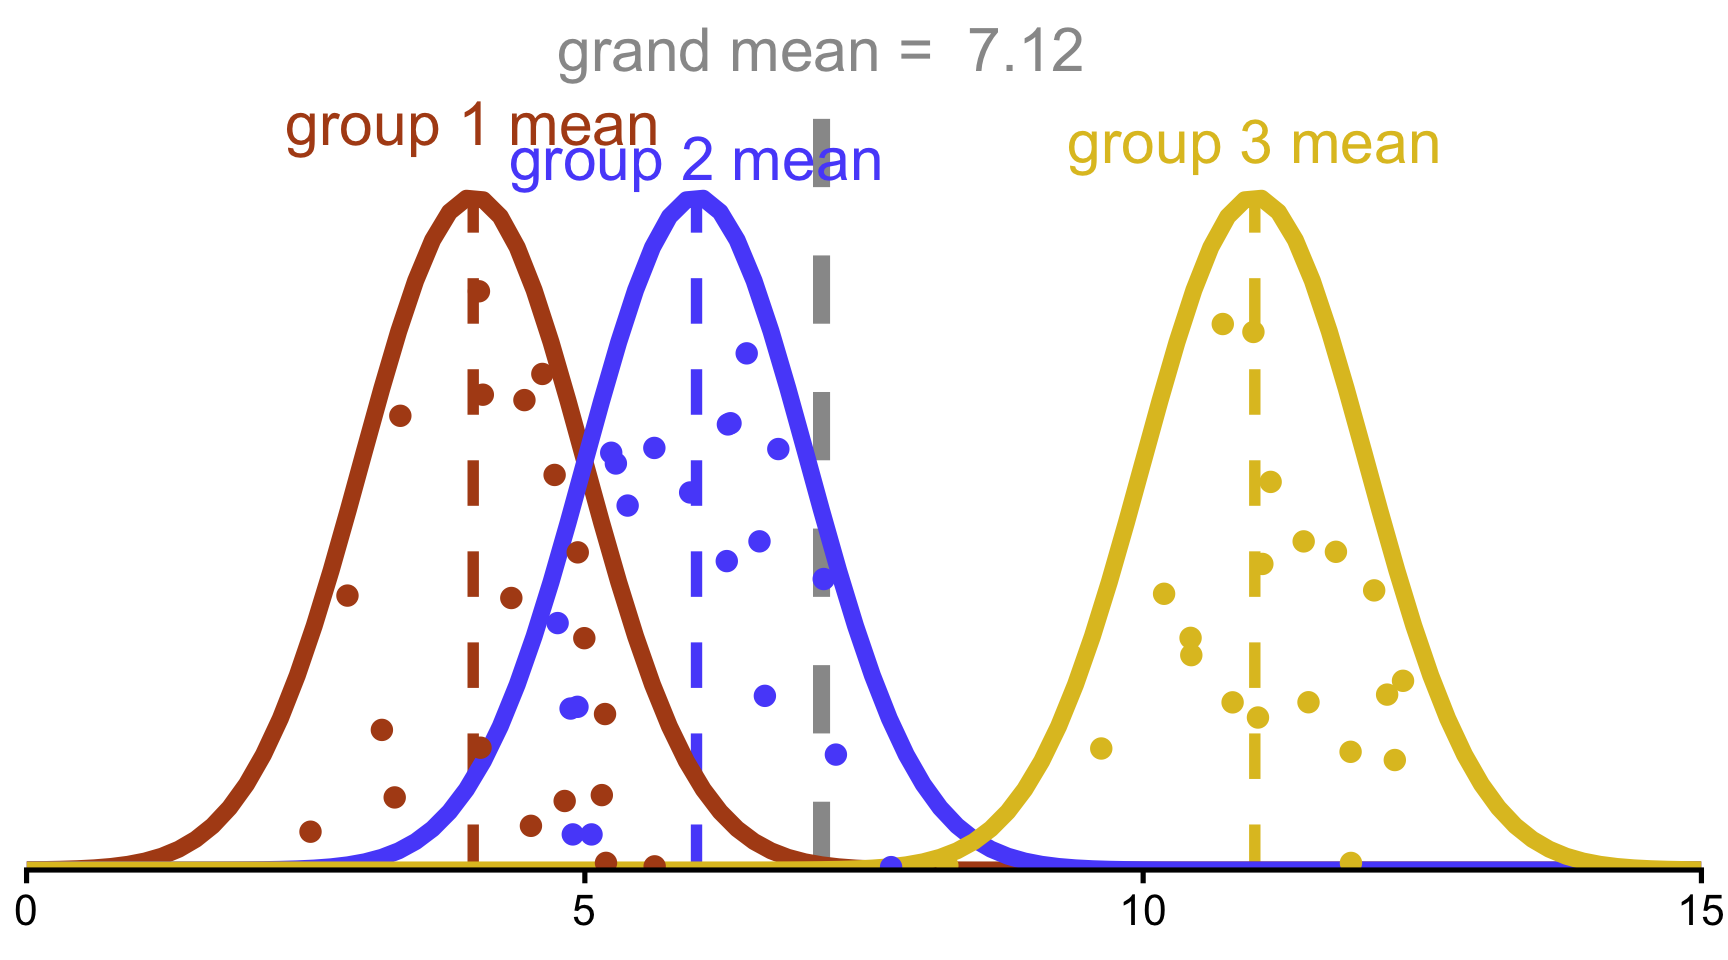 grand mean =  7.12
group 1 mean
group 2 mean
group 3 mean
0 5 10 15